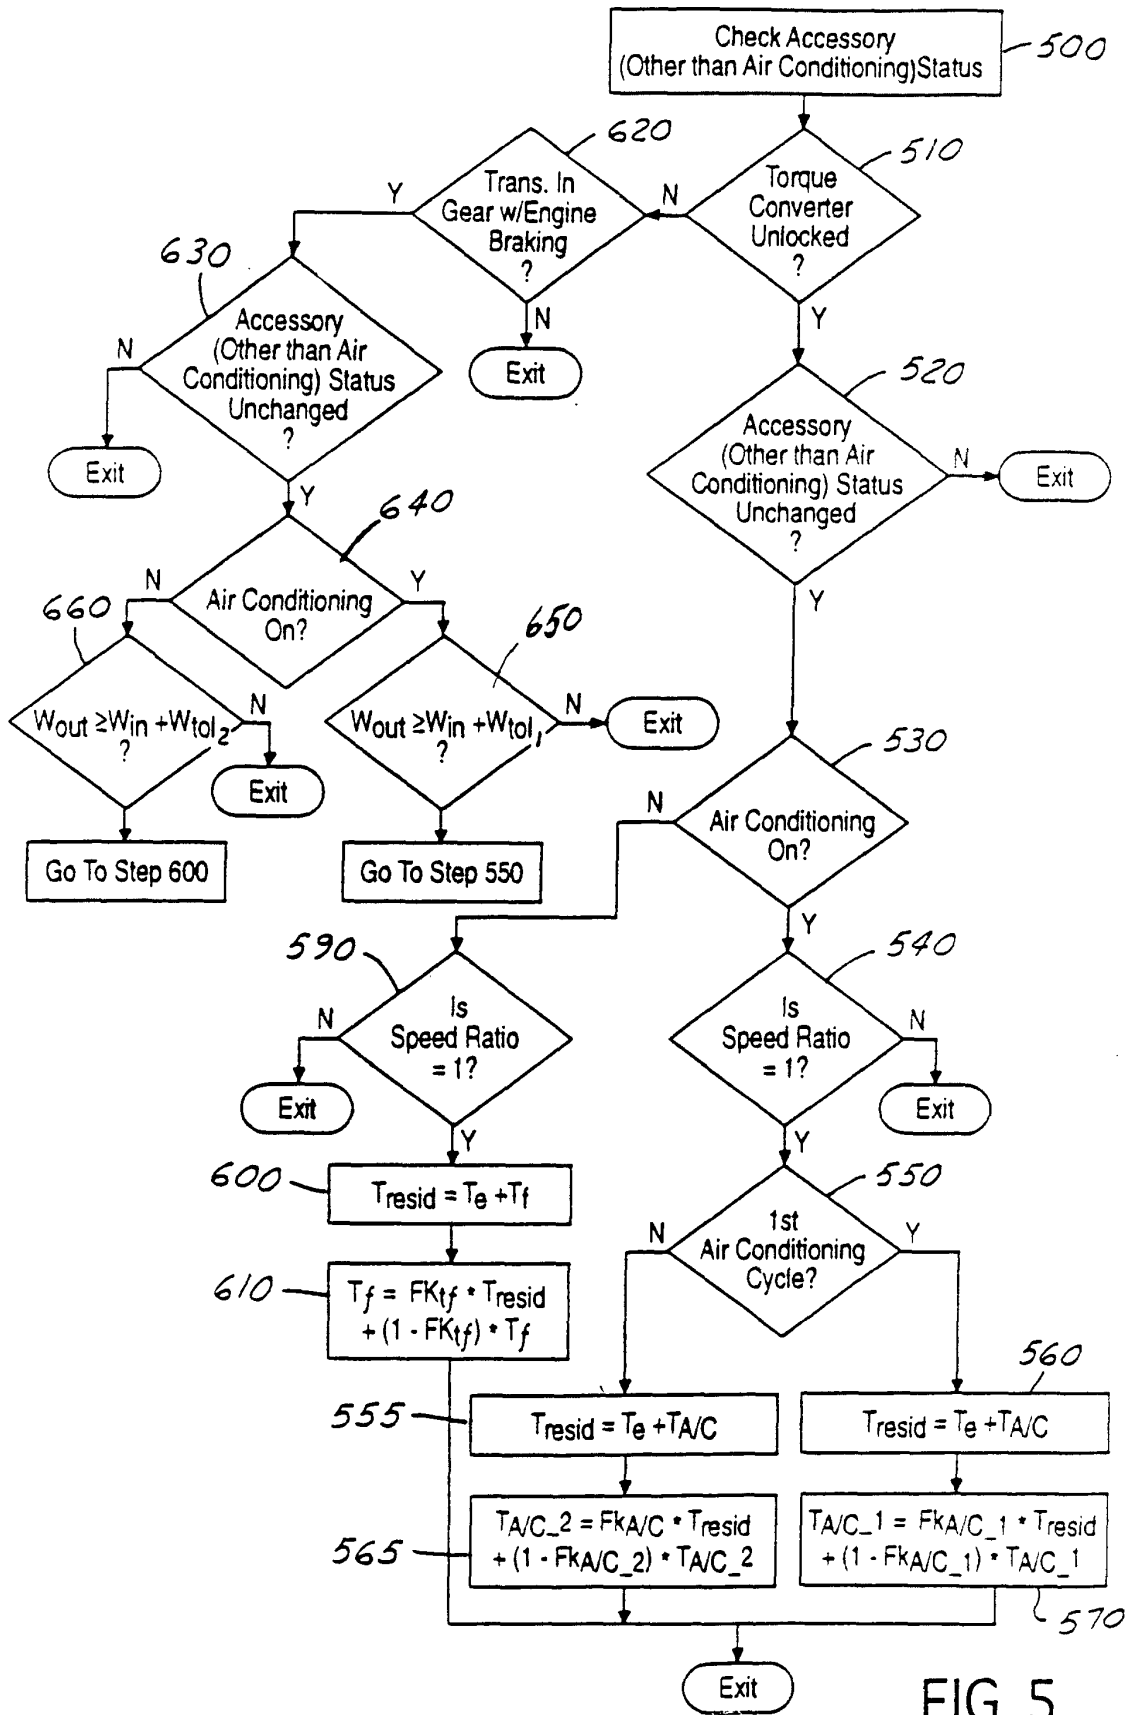 Check Accessory
(Other than Air Conditioning)Status
500
620
510
Trans. In
Gear w/Engine
Braking
?
Y
N
Torque
Converter
Unlocked
?
N
Y
Exit
630
Accessory
(Other than Air
Conditioning) Status
Unchanged
?
N
Exit
Y
520
Accessory
(Other than Air
Conditioning) Status
Unchanged
?
N
Exit
Y
640
Air Conditioning
On?
N
Y
660
Wout ≥Win +Wtol2
?
N
Exit
Go To Step 600
650
Wout ≥Win +Wtol1
?
N
Exit
Go To Step 550
530
Air Conditioning
On?
N
Y
590
Is
Speed Ratio
= 1?
N
Exit
Y
540
Is
Speed Ratio
= 1?
N
Exit
Y
600
Tresid = Te +Tf
610
Tf = FKtf * Tresid
+ (1 - FKtf) * Tf
550
1st
Air Conditioning
Cycle?
N
Y
555
Tresid = Te +TA/C
560
Tresid = Te +TA/C
565
TA/C_2 = FkA/C * Tresid
+ (1 - FkA/C_2) * TA/C_2
TA/C_1 = FkA/C_1 * Tresid
+ (1 - FkA/C_1) * TA/C_1
570
Exit
FIG 5